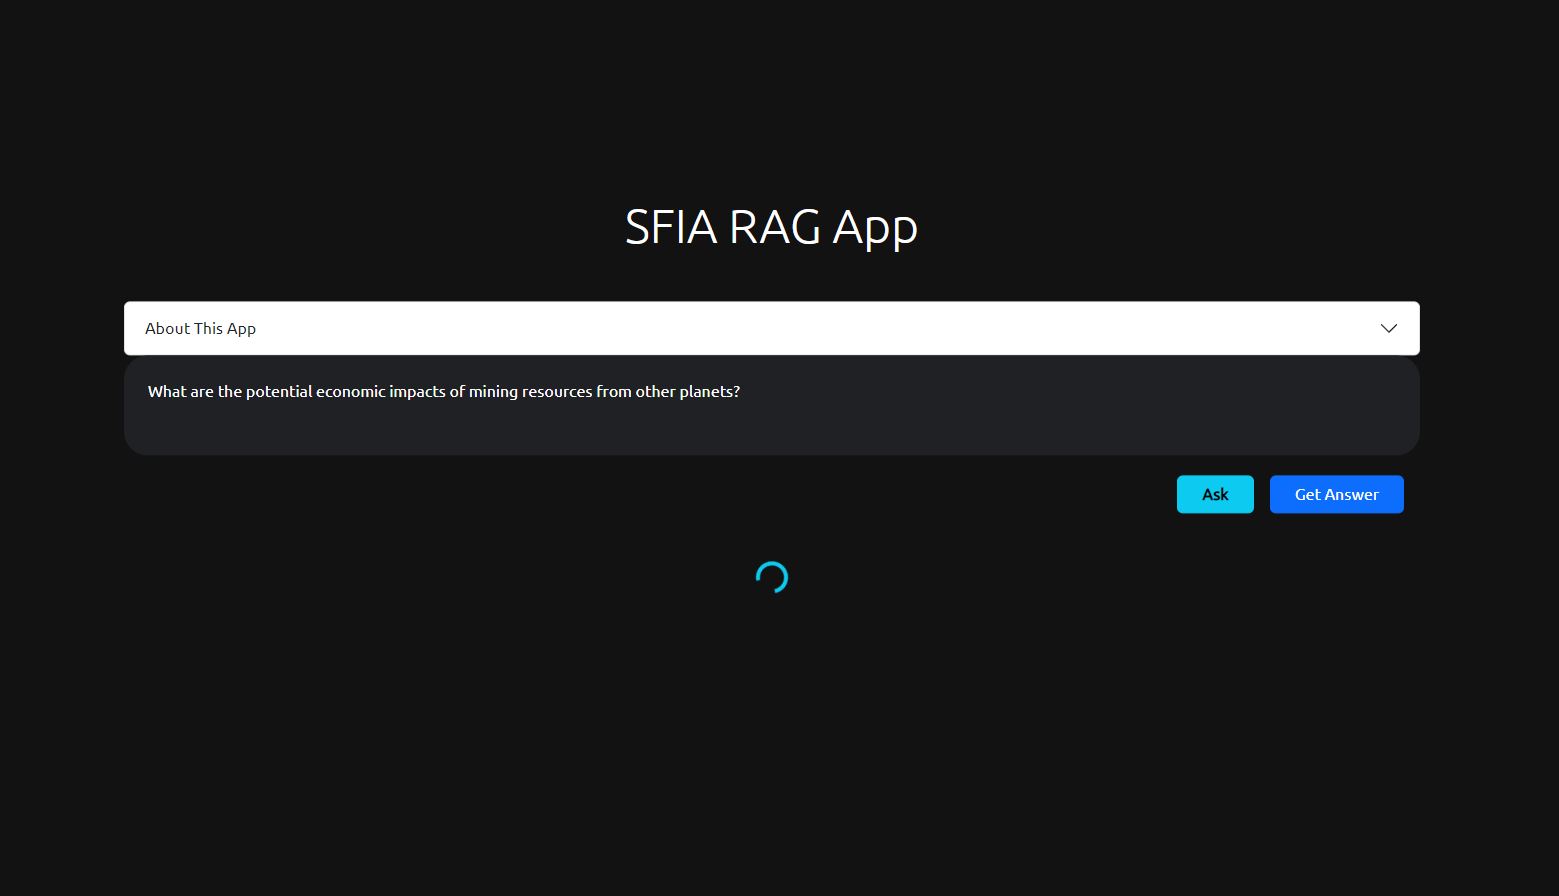 SFIA RAG App
About This App
What are the potential economic impacts of mining resources from other planets?
Ask Get Answer